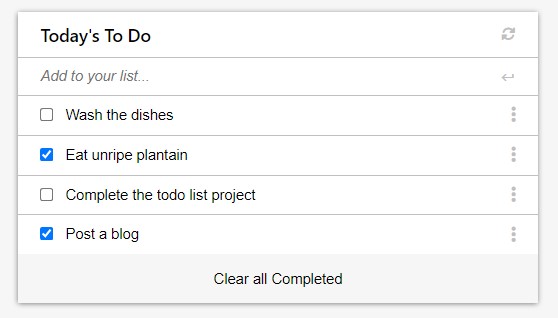 Today's To Do
Add to your list...
Wash the dishes
Eat unripe plantain
Complete the todo list project
Post a blog
Clear all Completed